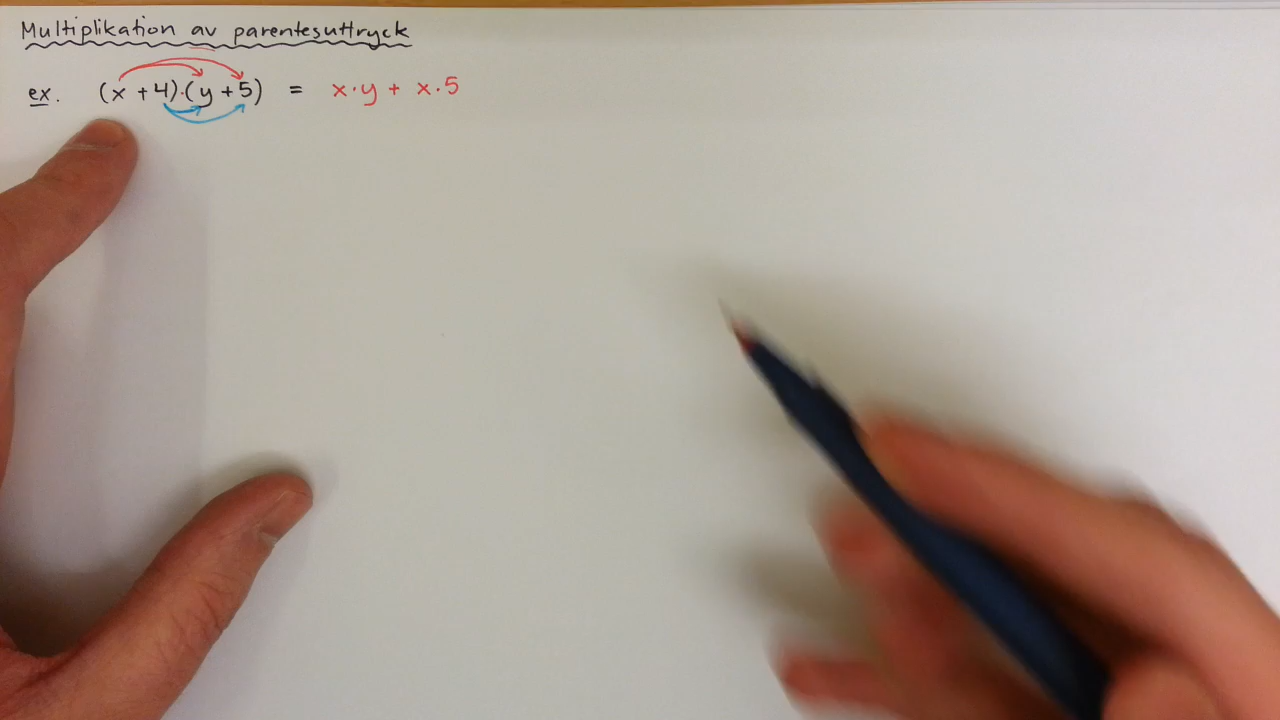 Multiplikation av parentesuttryck
ex. (x + 4)·(y + 5) = x·y + x·5